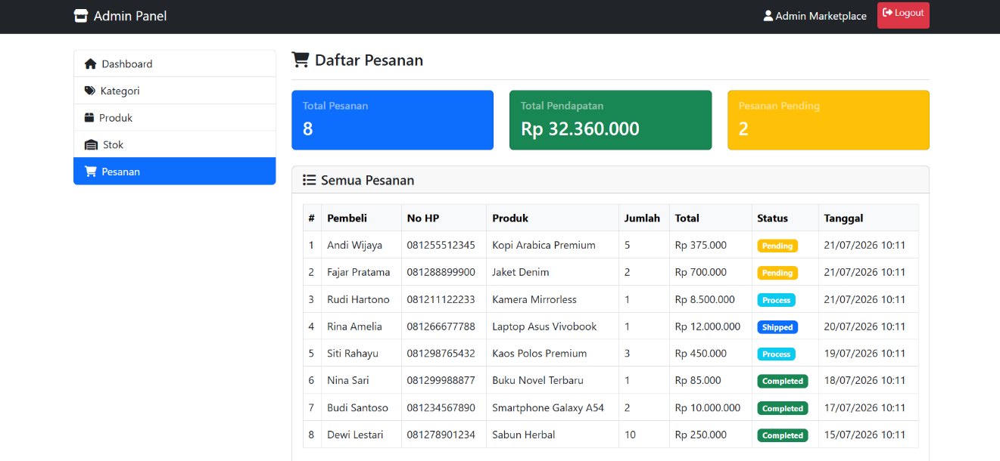 Admin Panel
Admin Marketplace
Logout
Dashboard
Kategori
Produk
Stok
Pesanan
Daftar Pesanan
Total Pesanan
8
Total Pendapatan
Rp 32.360.000
Pesanan Pending
2
Semua Pesanan
# Pembeli No HP Produk Jumlah Total Status Tanggal
1 Andi Wijaya 081255512345 Kopi Arabica Premium 5 Rp 375.000 Pending 21/07/2026 10:11
2 Fajar Pratama 081288899900 Jaket Denim 2 Rp 700.000 Pending 21/07/2026 10:11
3 Rudi Hartono 081211122233 Kamera Mirrorless 1 Rp 8.500.000 Process 21/07/2026 10:11
4 Rina Amelia 081266677788 Laptop Asus Vivobook 1 Rp 12.000.000 Shipped 20/07/2026 10:11
5 Siti Rahayu 081298765432 Kaos Polos Premium 3 Rp 450.000 Process 19/07/2026 10:11
6 Nina Sari 081299988877 Buku Novel Terbaru 1 Rp 85.000 Completed 18/07/2026 10:11
7 Budi Santoso 081234567890 Smartphone Galaxy A54 2 Rp 10.000.000 Completed 17/07/2026 10:11
8 Dewi Lestari 081278901234 Sabun Herbal 10 Rp 250.000 Completed 15/07/2026 10:11